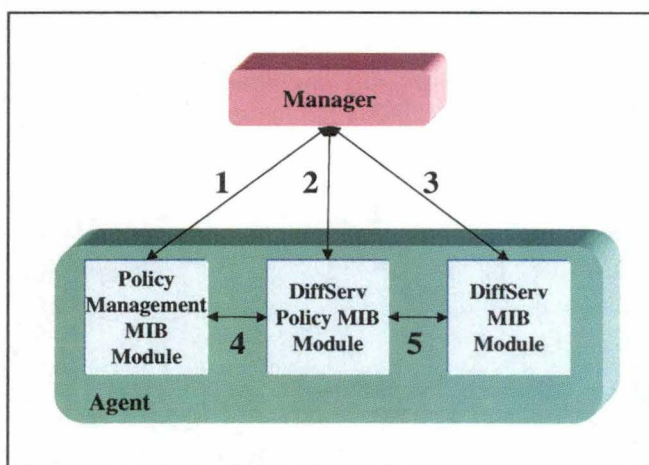 Manager
1
2
3
Policy
Management
MIB
Module
DiffServ
Policy MIB
Module
DiffServ
MIB
Module
4
5
Agent